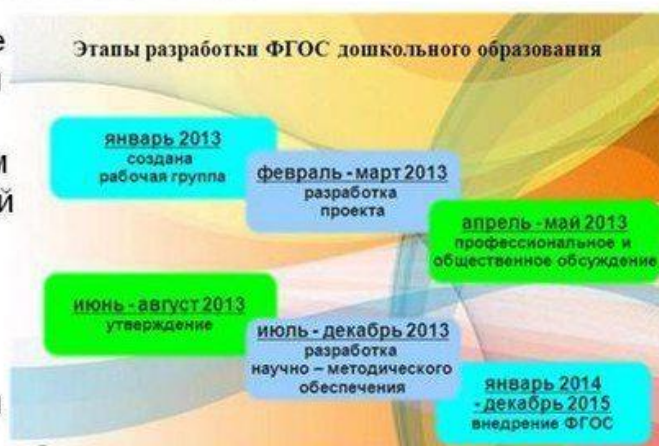 Этапы разработки ФГОС дошкольного образования
январь 2013
создана
рабочая группа
февраль - март 2013
разработка
проекта
апрель - май 2013
профессиональное и
общественное обсуждение
июнь - август 2013
утверждение
июль - декабрь 2013
разработка
научно – методического
обеспечения
январь 2014
- декабрь 2015
внедрение ФГОС